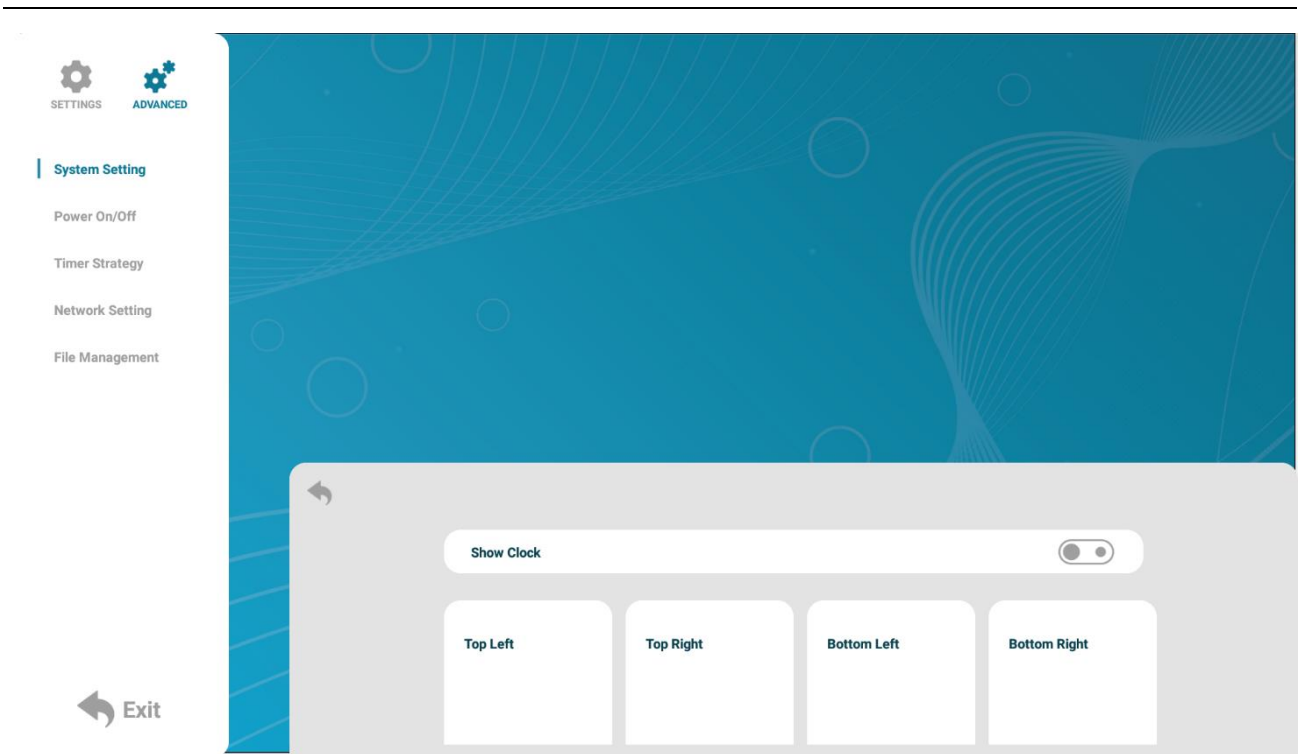 SETTINGS ADVANCED
System Setting
Power On/Off
Timer Strategy
Network Setting
File Management
Show Clock
Top Left Top Right Bottom Left Bottom Right
Exit